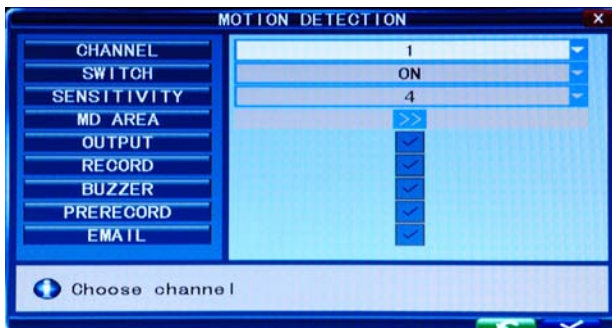 MOTION DETECTION
CHANNEL 1
SWITCH ON
SENSITIVITY 4
MD AREA >>
OUTPUT
RECORD
BUZZER
PRERECORD
EMAIL
Choose channel